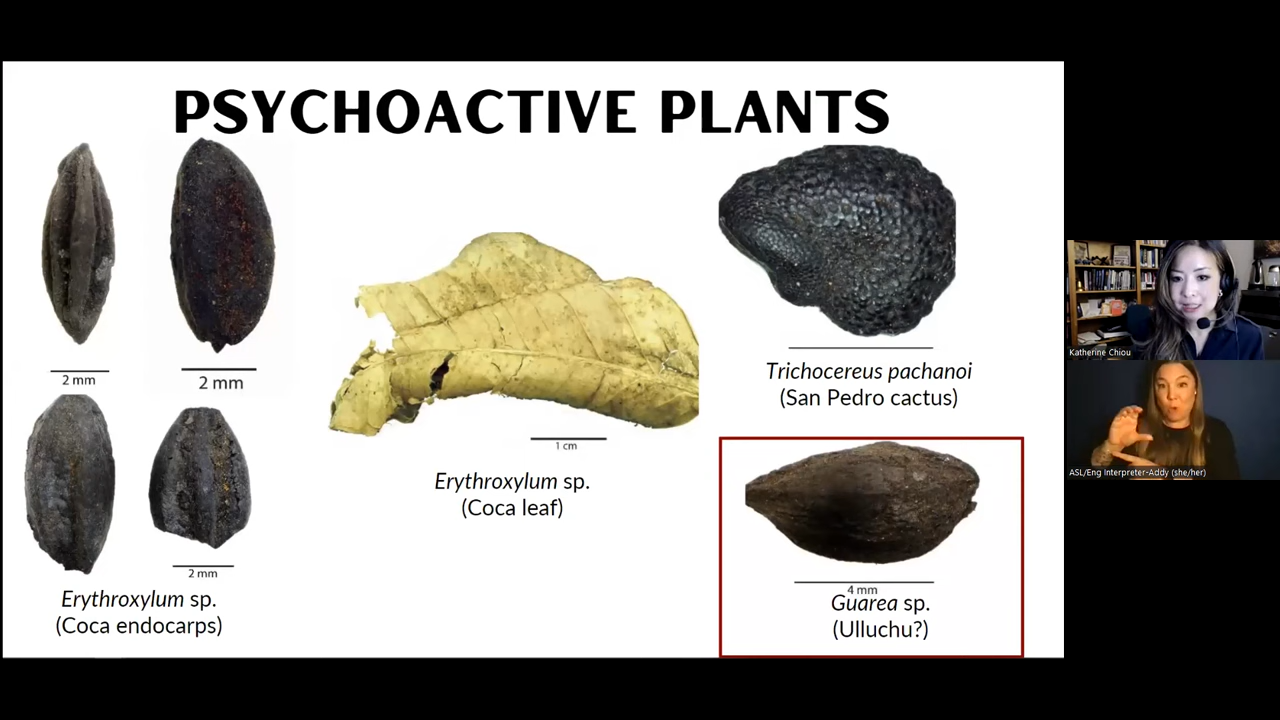 PSYCHOACTIVE PLANTS
2 mm
2 mm
2 mm
Erythroxylum sp.
(Coca endocarps)
1 cm
Erythroxylum sp.
(Coca leaf)
Trichocereus pachanoi
(San Pedro cactus)
4 mm
Guarea sp.
(Ulluchu?)
Katherine Chiou
ASL/Eng Interpreter-Addy (she/her)